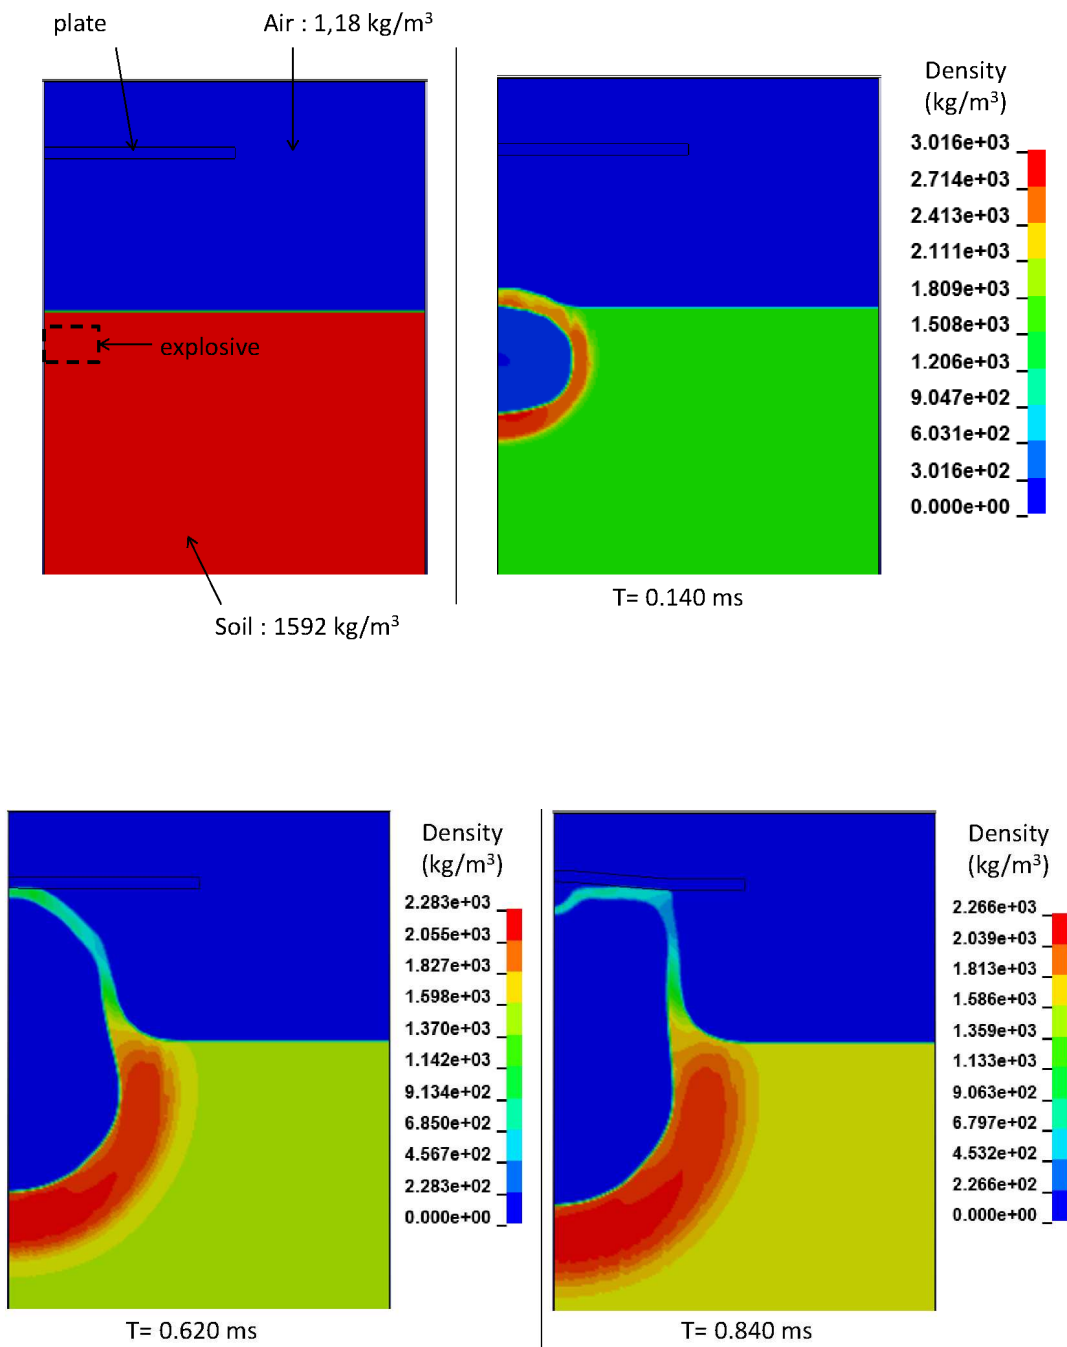 plate
Air : 1,18 kg/m³
explosive
Soil : 1592 kg/m³
Density
(kg/m³)
3.016e+03
2.714e+03
2.413e+03
2.111e+03
1.809e+03
1.508e+03
1.206e+03
9.047e+02
6.031e+02
3.016e+02
0.000e+00
T= 0.140 ms
Density
(kg/m³)
2.283e+03
2.055e+03
1.827e+03
1.598e+03
1.370e+03
1.142e+03
9.134e+02
6.850e+02
4.567e+02
2.283e+02
0.000e+00
T= 0.620 ms
Density
(kg/m³)
2.266e+03
2.039e+03
1.813e+03
1.586e+03
1.359e+03
1.133e+03
9.063e+02
6.797e+02
4.532e+02
2.266e+02
0.000e+00
T= 0.840 ms